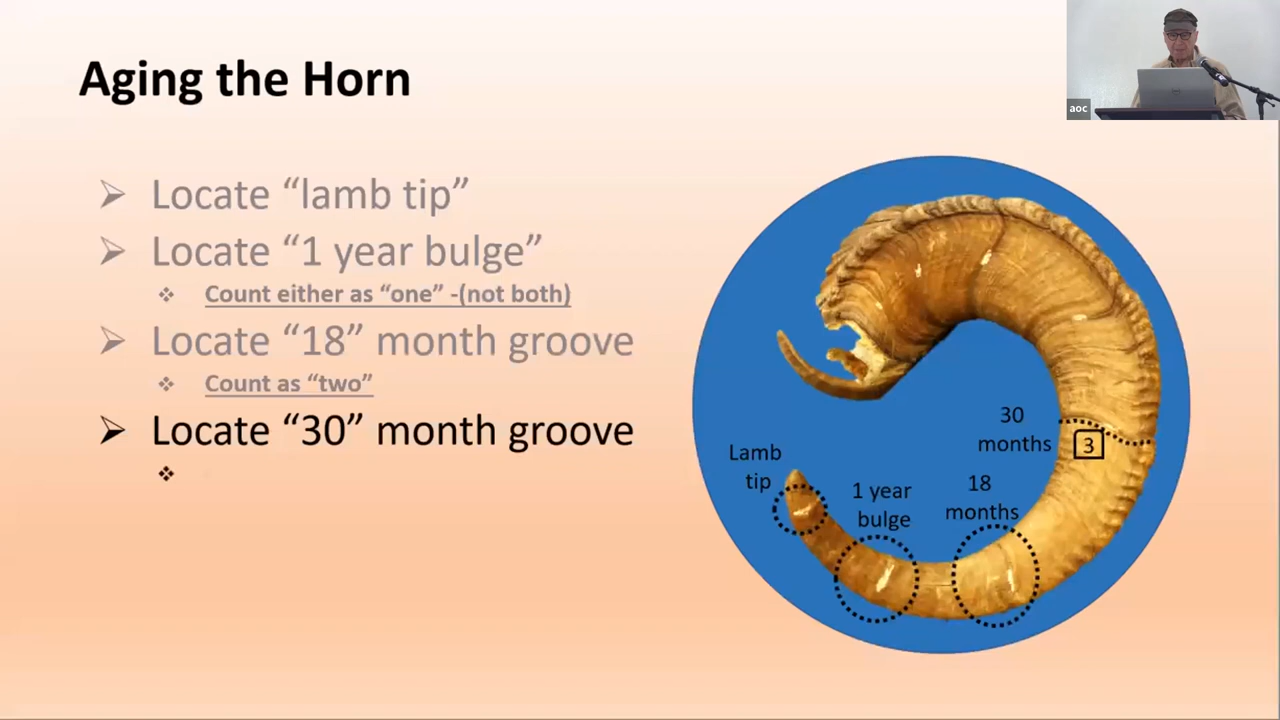 Aging the Horn
aoc
Locate “lamb tip”
Locate “1 year bulge”
Count either as “one” -(not both)
Locate “18” month groove
Count as “two”
Locate “30” month groove
30
months
3
Lamb
tip
1 year
bulge
18
months